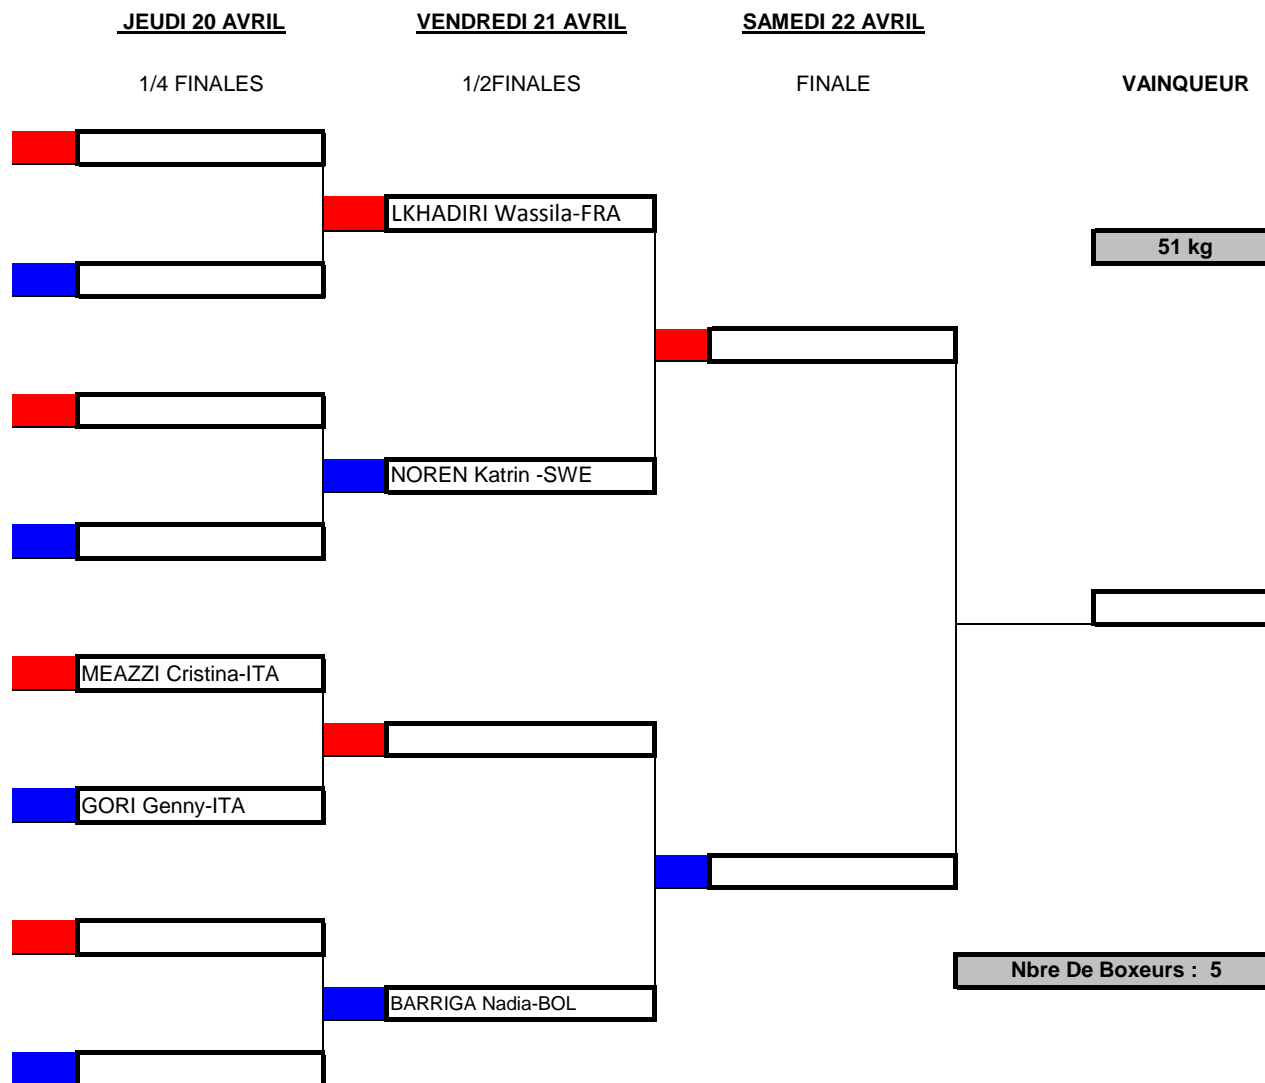 JEUDI 20 AVRIL VENDREDI 21 AVRIL SAMEDI 22 AVRIL
1/4 FINALES 1/2FINALES FINALE VAINQUEUR
LKHADIRI Wassila-FRA
51 kg
NOREN Katrin -SWE
MEAZZI Cristina-ITA
GORI Genny-ITA
Nbre De Boxeurs : 5
BARRIGA Nadia-BOL